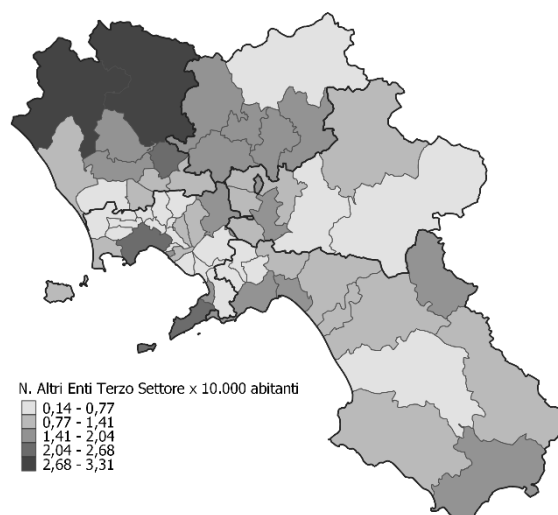 N. Altri Enti Terzo Settore x 10.000 abitanti
0,14 - 0,77
0,77 - 1,41
1,41 - 2,04
2,04 - 2,68
2,68 - 3,31